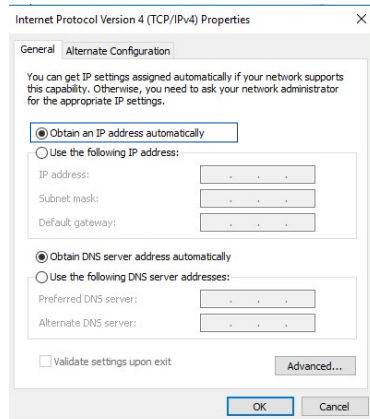 Internet Protocol Version 4 (TCP/IPv4) Properties
General Alternate Configuration
You can get IP settings assigned automatically if your network supports
this capability. Otherwise, you need to ask your network administrator
for the appropriate IP settings.
Obtain an IP address automatically
Use the following IP address:
IP address:
Subnet mask:
Default gateway:
Obtain DNS server address automatically
Use the following DNS server addresses:
Preferred DNS server:
Alternate DNS server:
Validate settings upon exit
Advanced...
OK Cancel